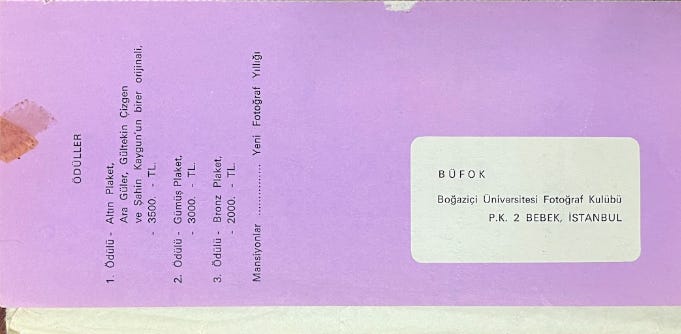 ÖDÜLLER
1. Ödülü - Altın Plaket,
Ara Güler, Gültekin Çizgen
ve Şahin Kaygun'un birer orijinali,
- 3500. - TL.
2. Ödülü - Gümüş Plaket,
- 3000. - TL.
3. Ödülü - Bronz Plaket,
- 2000. - TL.
Mansiyonlar ............... Yeni Fotoğraf Yıllığı
BÜFOK
Boğaziçi Üniversitesi Fotoğraf Kulübü
P.K. 2 BEBEK, İSTANBUL